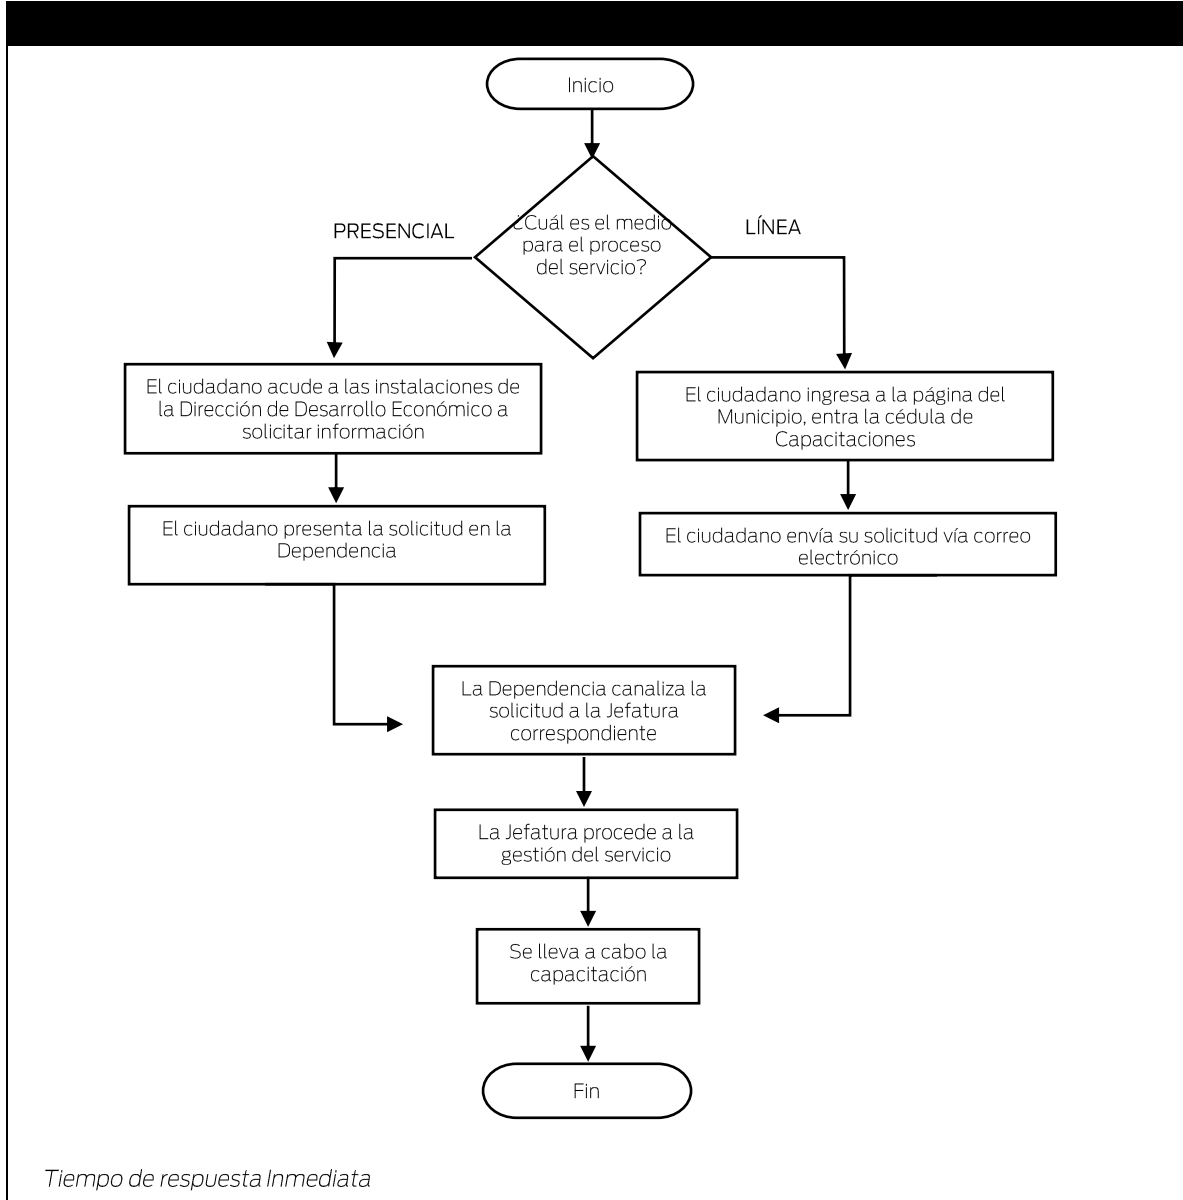 Inicio
¿Cuál es el medio
para el proceso
del servicio?
PRESENCIAL
LÍNEA
El ciudadano acude a las instalaciones de
la Dirección de Desarrollo Económico a
solicitar información
El ciudadano ingresa a la página del
Municipio, entra la cédula de
Capacitaciones
El ciudadano presenta la solicitud en la
Dependencia
El ciudadano envía su solicitud vía correo
electrónico
La Dependencia canaliza la
solicitud a la Jefatura
correspondiente
La Jefatura procede a la
gestión del servicio
Se lleva a cabo la
capacitación
Fin
Tiempo de respuesta Inmediata